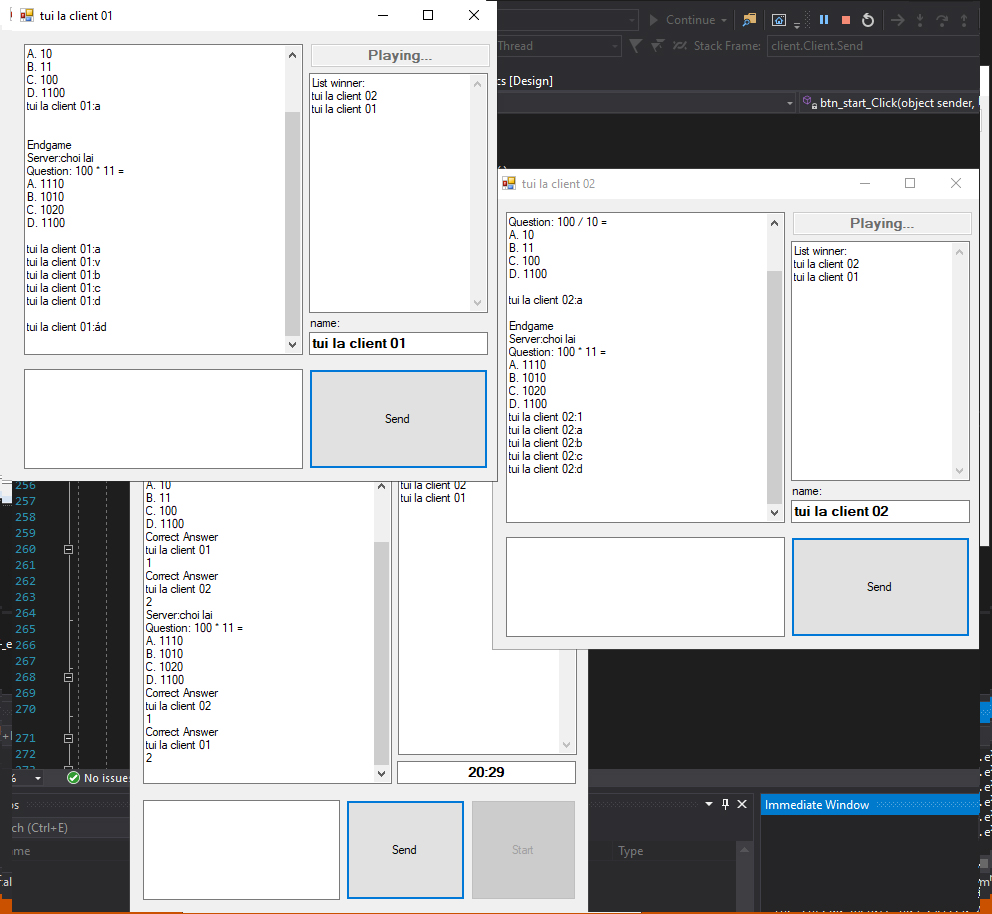 tui la client 01
A. 10
B. 11
C. 100
D. 1100
tui la client 01:a
Endgame
Server:choi lai
Question: 100 * 11 =
A. 1110
B. 1010
C. 1020
D. 1100
tui la client 01:a
tui la client 01:v
tui la client 01:b
tui la client 01:c
tui la client 01:d
tui la client 01:ád
Playing...
List winner:
tui la client 02
tui la client 01
name:
tui la client 01
Send
Continue
Thread
Stack Frame:
client.Client.Send
cs [Design]
btn_start_Click(object sender,
tui la client 02
Question: 100 / 10 =
A. 10
B. 11
C. 100
D. 1100
tui la client 02:a
Endgame
Server:choi lai
Question: 100 * 11 =
A. 1110
B. 1010
C. 1020
D. 1100
tui la client 02:1
tui la client 02:a
tui la client 02:b
tui la client 02:c
tui la client 02:d
Playing...
List winner:
tui la client 02
tui la client 01
name:
tui la client 02
Send
256
257
258
259
260
261
262
263
264
265
266
267
268
269
270
271
272
A. 10
B. 11
C. 100
D. 1100
Correct Answer
tui la client 01
1
Correct Answer
tui la client 02
2
Server:choi lai
Question: 100 * 11 =
A. 1110
B. 1010
C. 1020
D. 1100
Correct Answer
tui la client 02
1
Correct Answer
tui la client 01
2
tui la client 02
tui la client 01
20:29
Send
Start
No issues
ch (Ctrl+E)
Type
Immediate Window